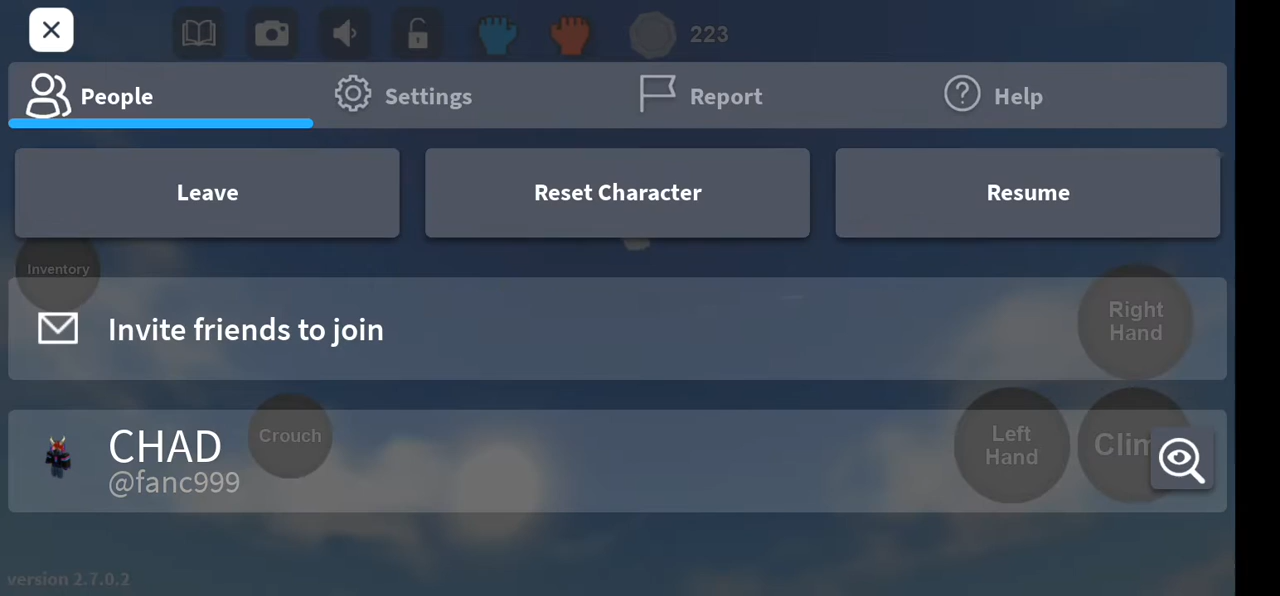 223
People
Settings
Report
Help
Leave
Reset Character
Resume
Inventory
Invite friends to join
Right
Hand
CHAD
@fanc999
Crouch
Left
Hand
Clim
version 2.7.0.2